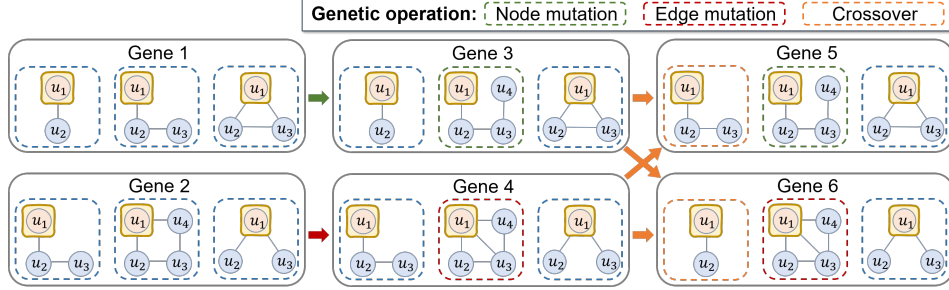 Genetic operation: Node mutation Edge mutation Crossover
Gene 1 Gene 3 Gene 5
u1 u1 u1 u1 u1 u4 u1 u1 u1 u4 u1
u2 u2 u3 u2 u3 u2 u2 u3 u2 u3 u2 u3 u2 u3 u2 u3
Gene 2 Gene 4 Gene 6
u1 u1 u4 u1 u1 u1 u4 u1 u1 u1 u4 u1
u2 u3 u2 u3 u2 u3 u2 u3 u2 u3 u2 u3 u2 u2 u3 u2 u3